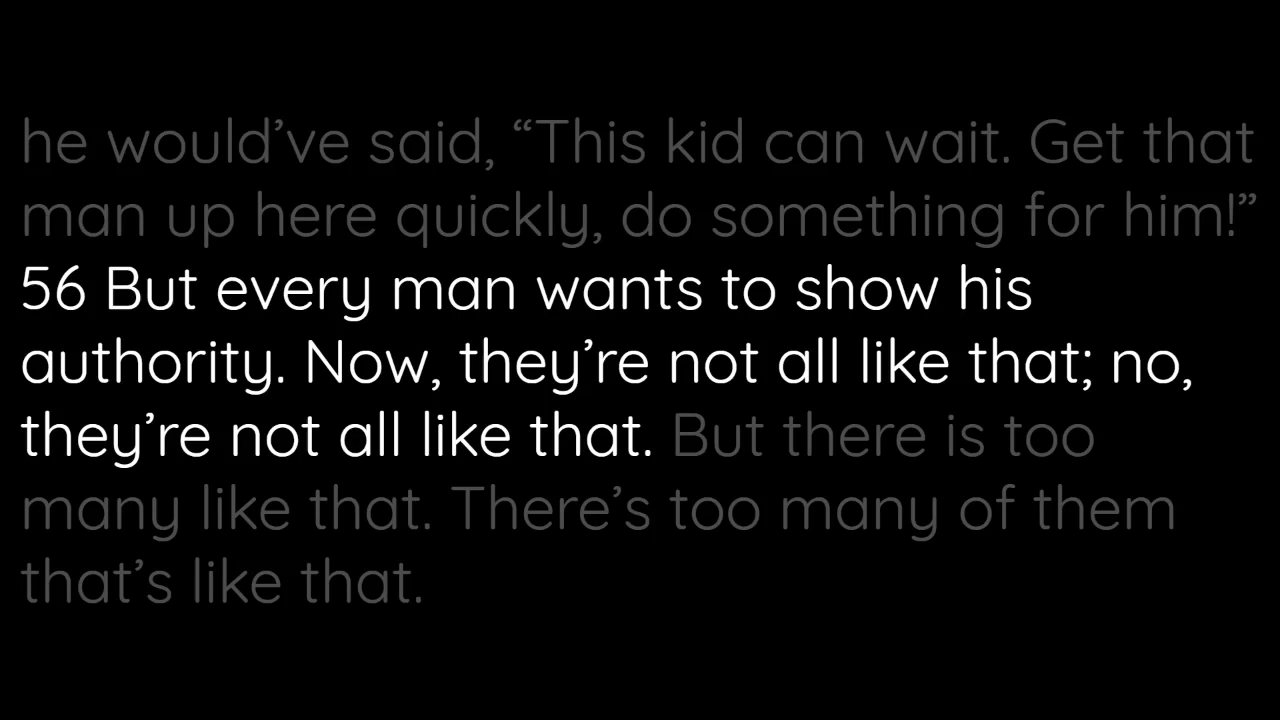 he would’ve said, “This kid can wait. Get that
man up here quickly, do something for him!”
56 But every man wants to show his
authority. Now, they’re not all like that; no,
they’re not all like that. But there is too
many like that. There’s too many of them
that’s like that.